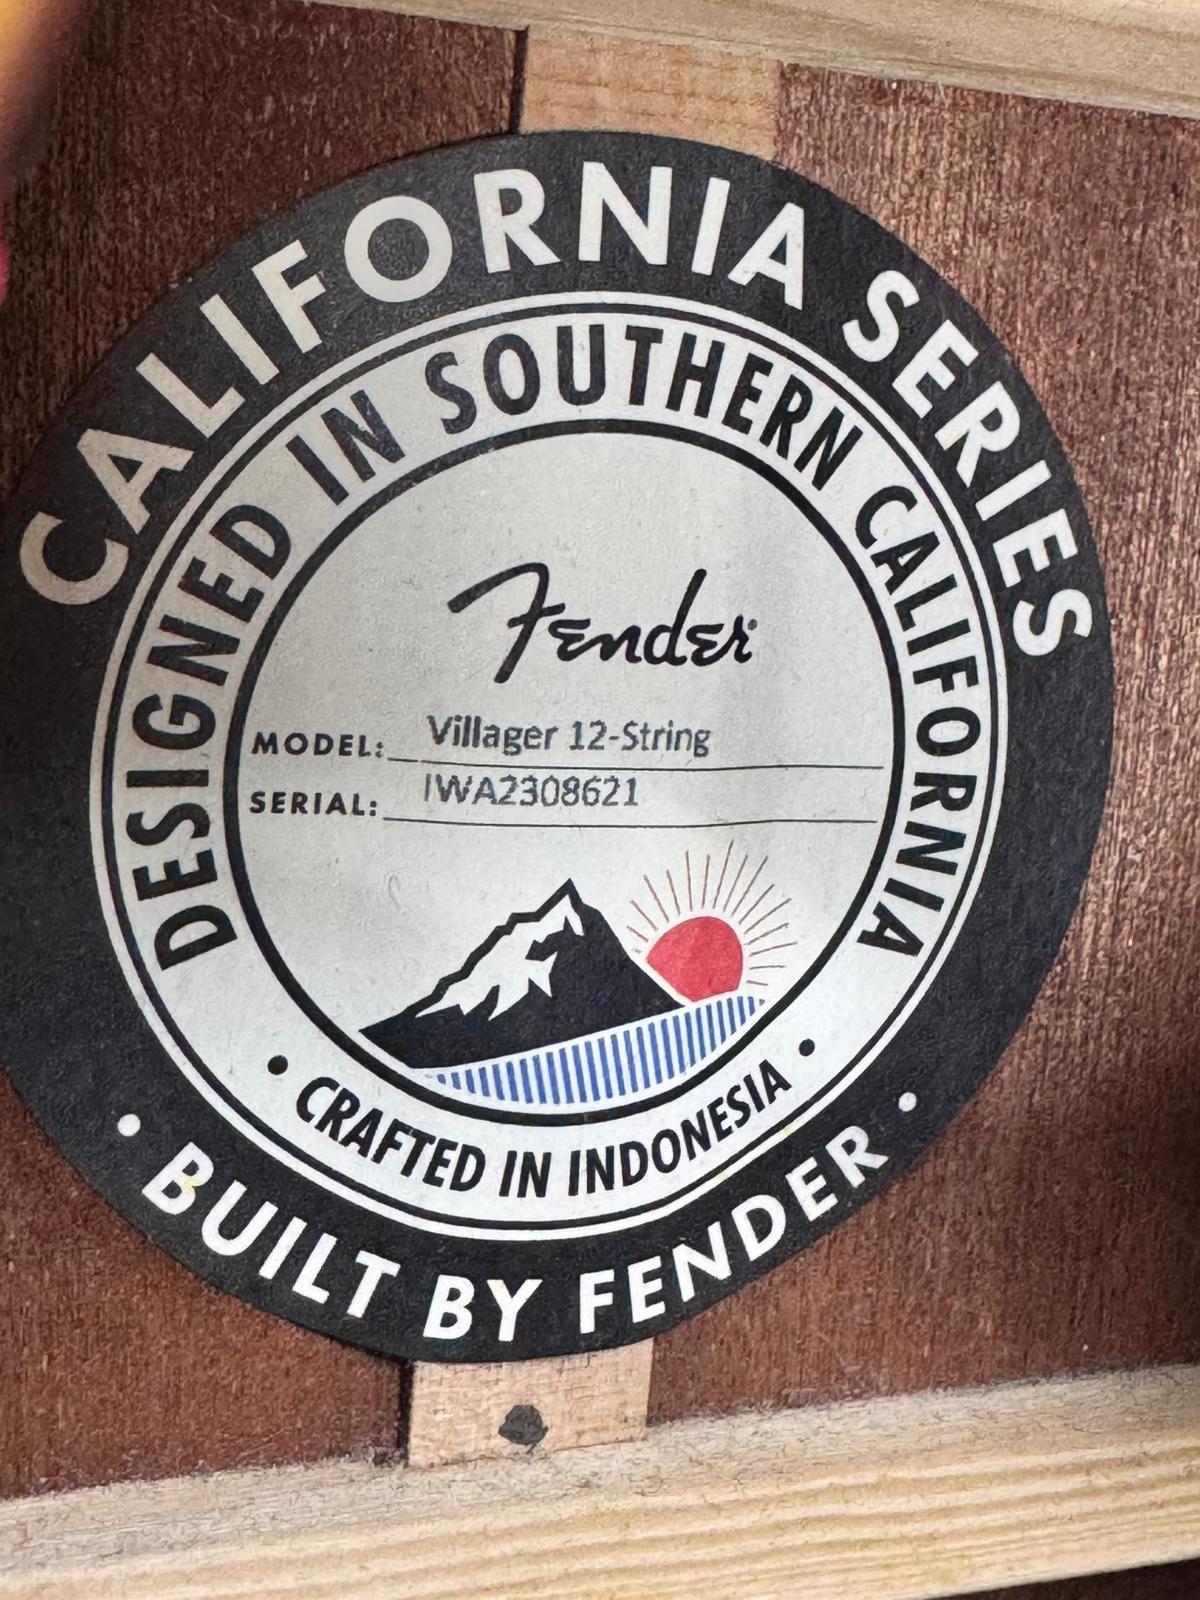 CALIFORNIA SERIES
DESIGNED IN SOUTHERN CALIFORNIA
Fender
MODEL: Villager 12-String
SERIAL: IWA2308621
• CRAFTED IN INDONESIA •
• BUILT BY FENDER •